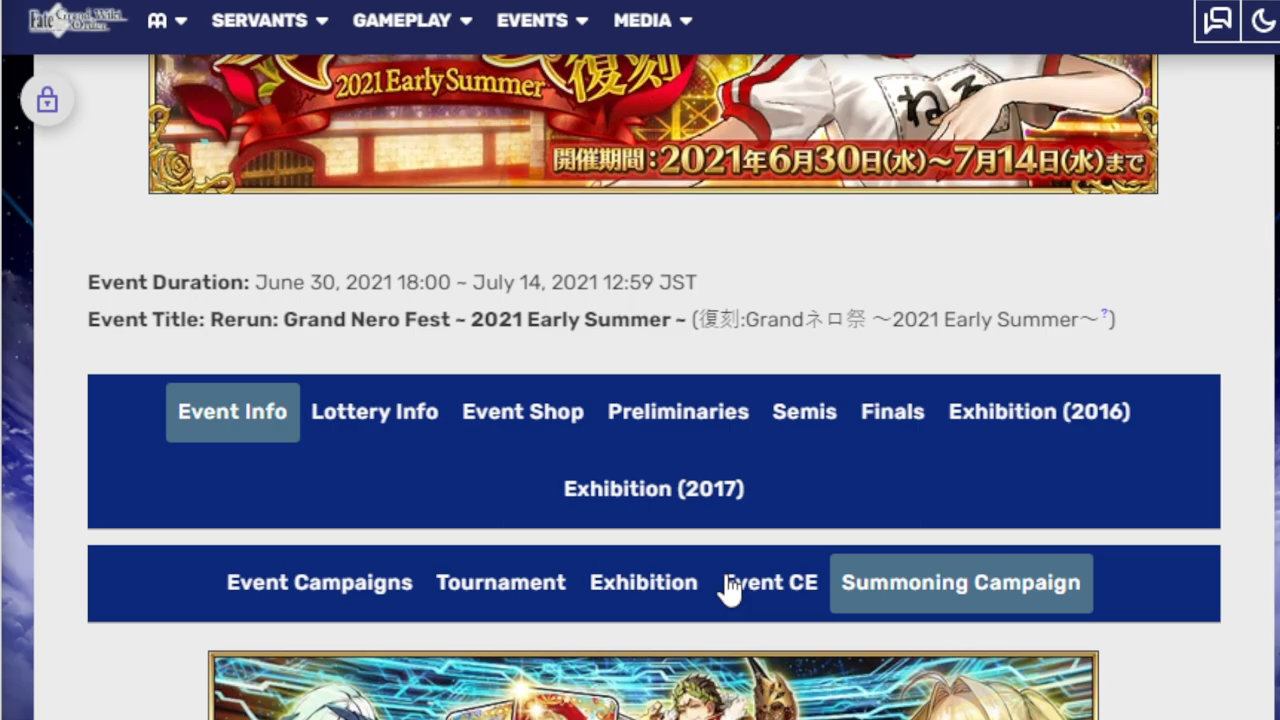 Fate Grand Wiki Order
SERVANTS GAMEPLAY EVENTS MEDIA
2021 Early Summer 復刻
ねろ
開催期間:2021年6月30日(水)~7月14日(水)まで
Event Duration: June 30, 2021 18:00 ~ July 14, 2021 12:59 JST
Event Title: Rerun: Grand Nero Fest ~ 2021 Early Summer ~ (復刻:Grandネロ祭 ～2021 Early Summer～?)
Event Info Lottery Info Event Shop Preliminaries Semis Finals Exhibition (2016)
Exhibition (2017)
Event Campaigns Tournament Exhibition Event CE Summoning Campaign